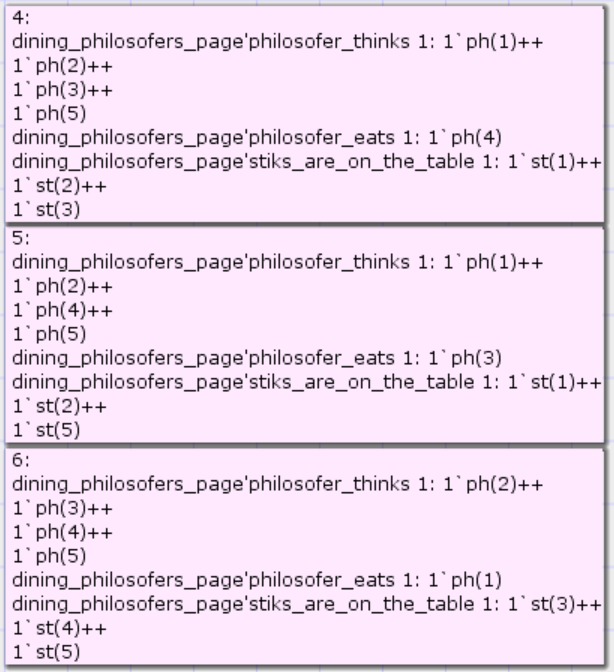 4:
dining_philosofers_page'philosofer_thinks 1: 1`ph(1)++
1`ph(2)++
1`ph(3)++
1`ph(5)
dining_philosofers_page'philosofer_eats 1: 1`ph(4)
dining_philosofers_page'stiks_are_on_the_table 1: 1`st(1)++
1`st(2)++
1`st(3)
5:
dining_philosofers_page'philosofer_thinks 1: 1`ph(1)++
1`ph(2)++
1`ph(4)++
1`ph(5)
dining_philosofers_page'philosofer_eats 1: 1`ph(3)
dining_philosofers_page'stiks_are_on_the_table 1: 1`st(1)++
1`st(2)++
1`st(5)
6:
dining_philosofers_page'philosofer_thinks 1: 1`ph(2)++
1`ph(3)++
1`ph(4)++
1`ph(5)
dining_philosofers_page'philosofer_eats 1: 1`ph(1)
dining_philosofers_page'stiks_are_on_the_table 1: 1`st(3)++
1`st(4)++
1`st(5)